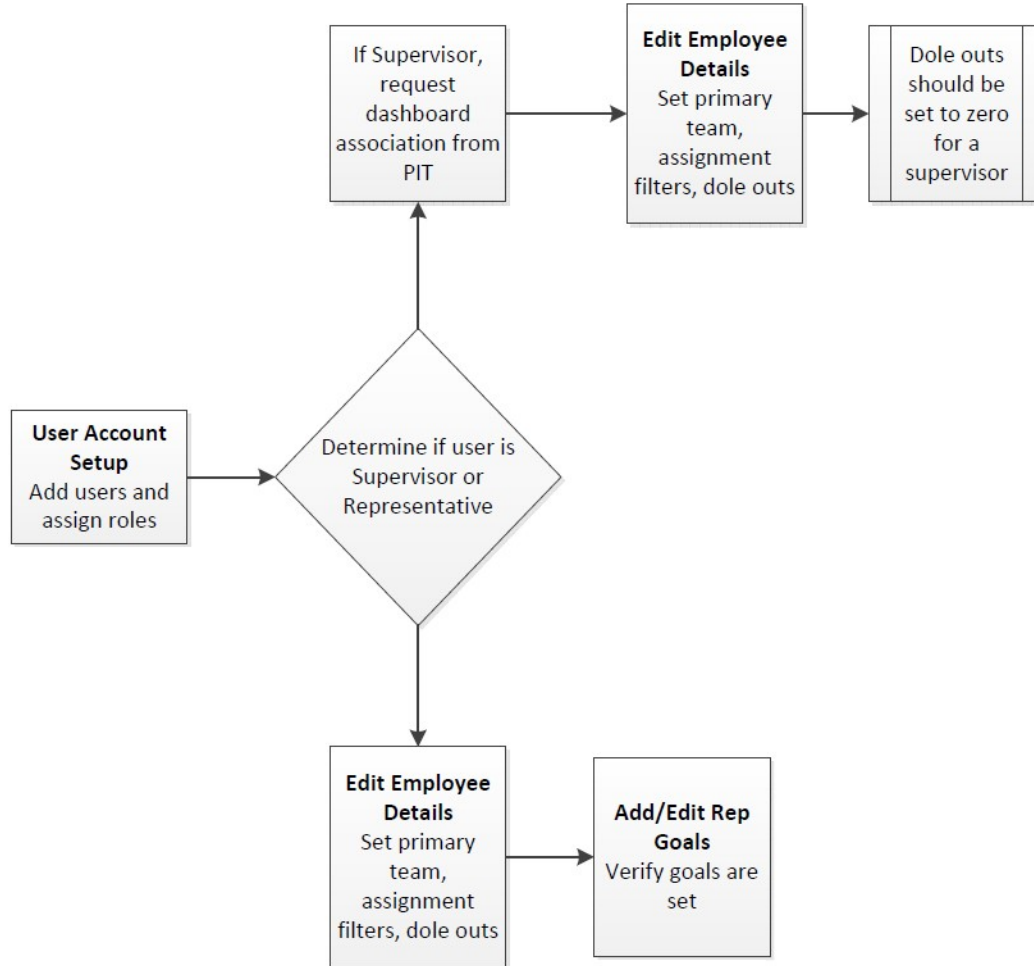 If Supervisor,
request
dashboard
association from
PIT
Edit Employee
Details
Set primary
team,
assignment
filters, dole outs
Dole outs
should be
set to zero
for a
supervisor
User Account
Setup
Add users and
assign roles
Determine if user is
Supervisor or
Representative
Edit Employee
Details
Set primary
team,
assignment
filters, dole outs
Add/Edit Rep
Goals
Verify goals are
set